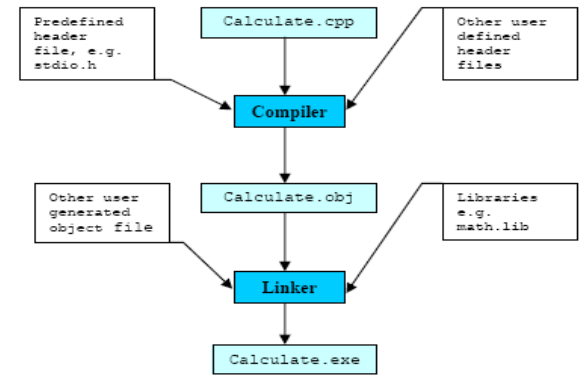 Predefined
header
file, e.g.
stdio.h
Calculate.cpp
Other user
defined
header
files
Compiler
Other user
generated
object file
Calculate.obj
Libraries
e.g.
math.lib
Linker
Calculate.exe